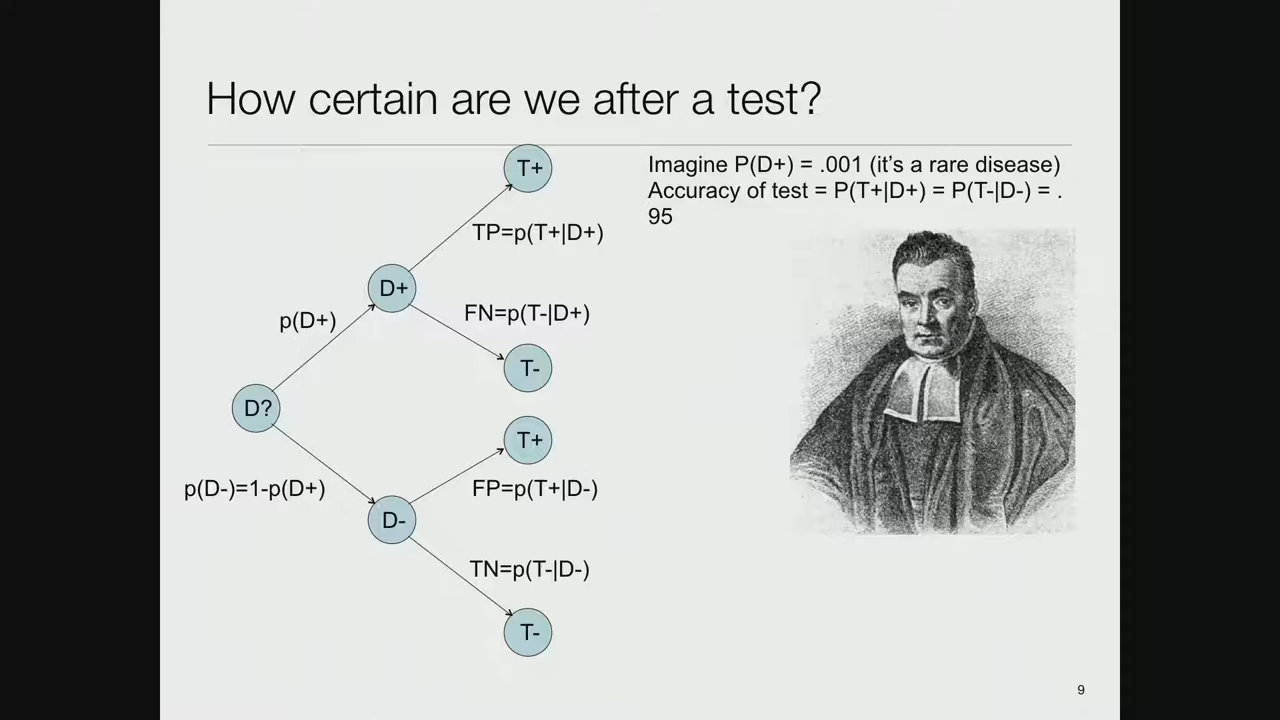 How certain are we after a test?
Imagine P(D+) = .001 (it's a rare disease)
Accuracy of test = P(T+|D+) = P(T-|D-) = .
95
T+
TP=p(T+|D+)
D+
p(D+)
FN=p(T-|D+)
T-
D?
T+
p(D-)=1-p(D+)
FP=p(T+|D-)
D-
TN=p(T-|D-)
T-
9